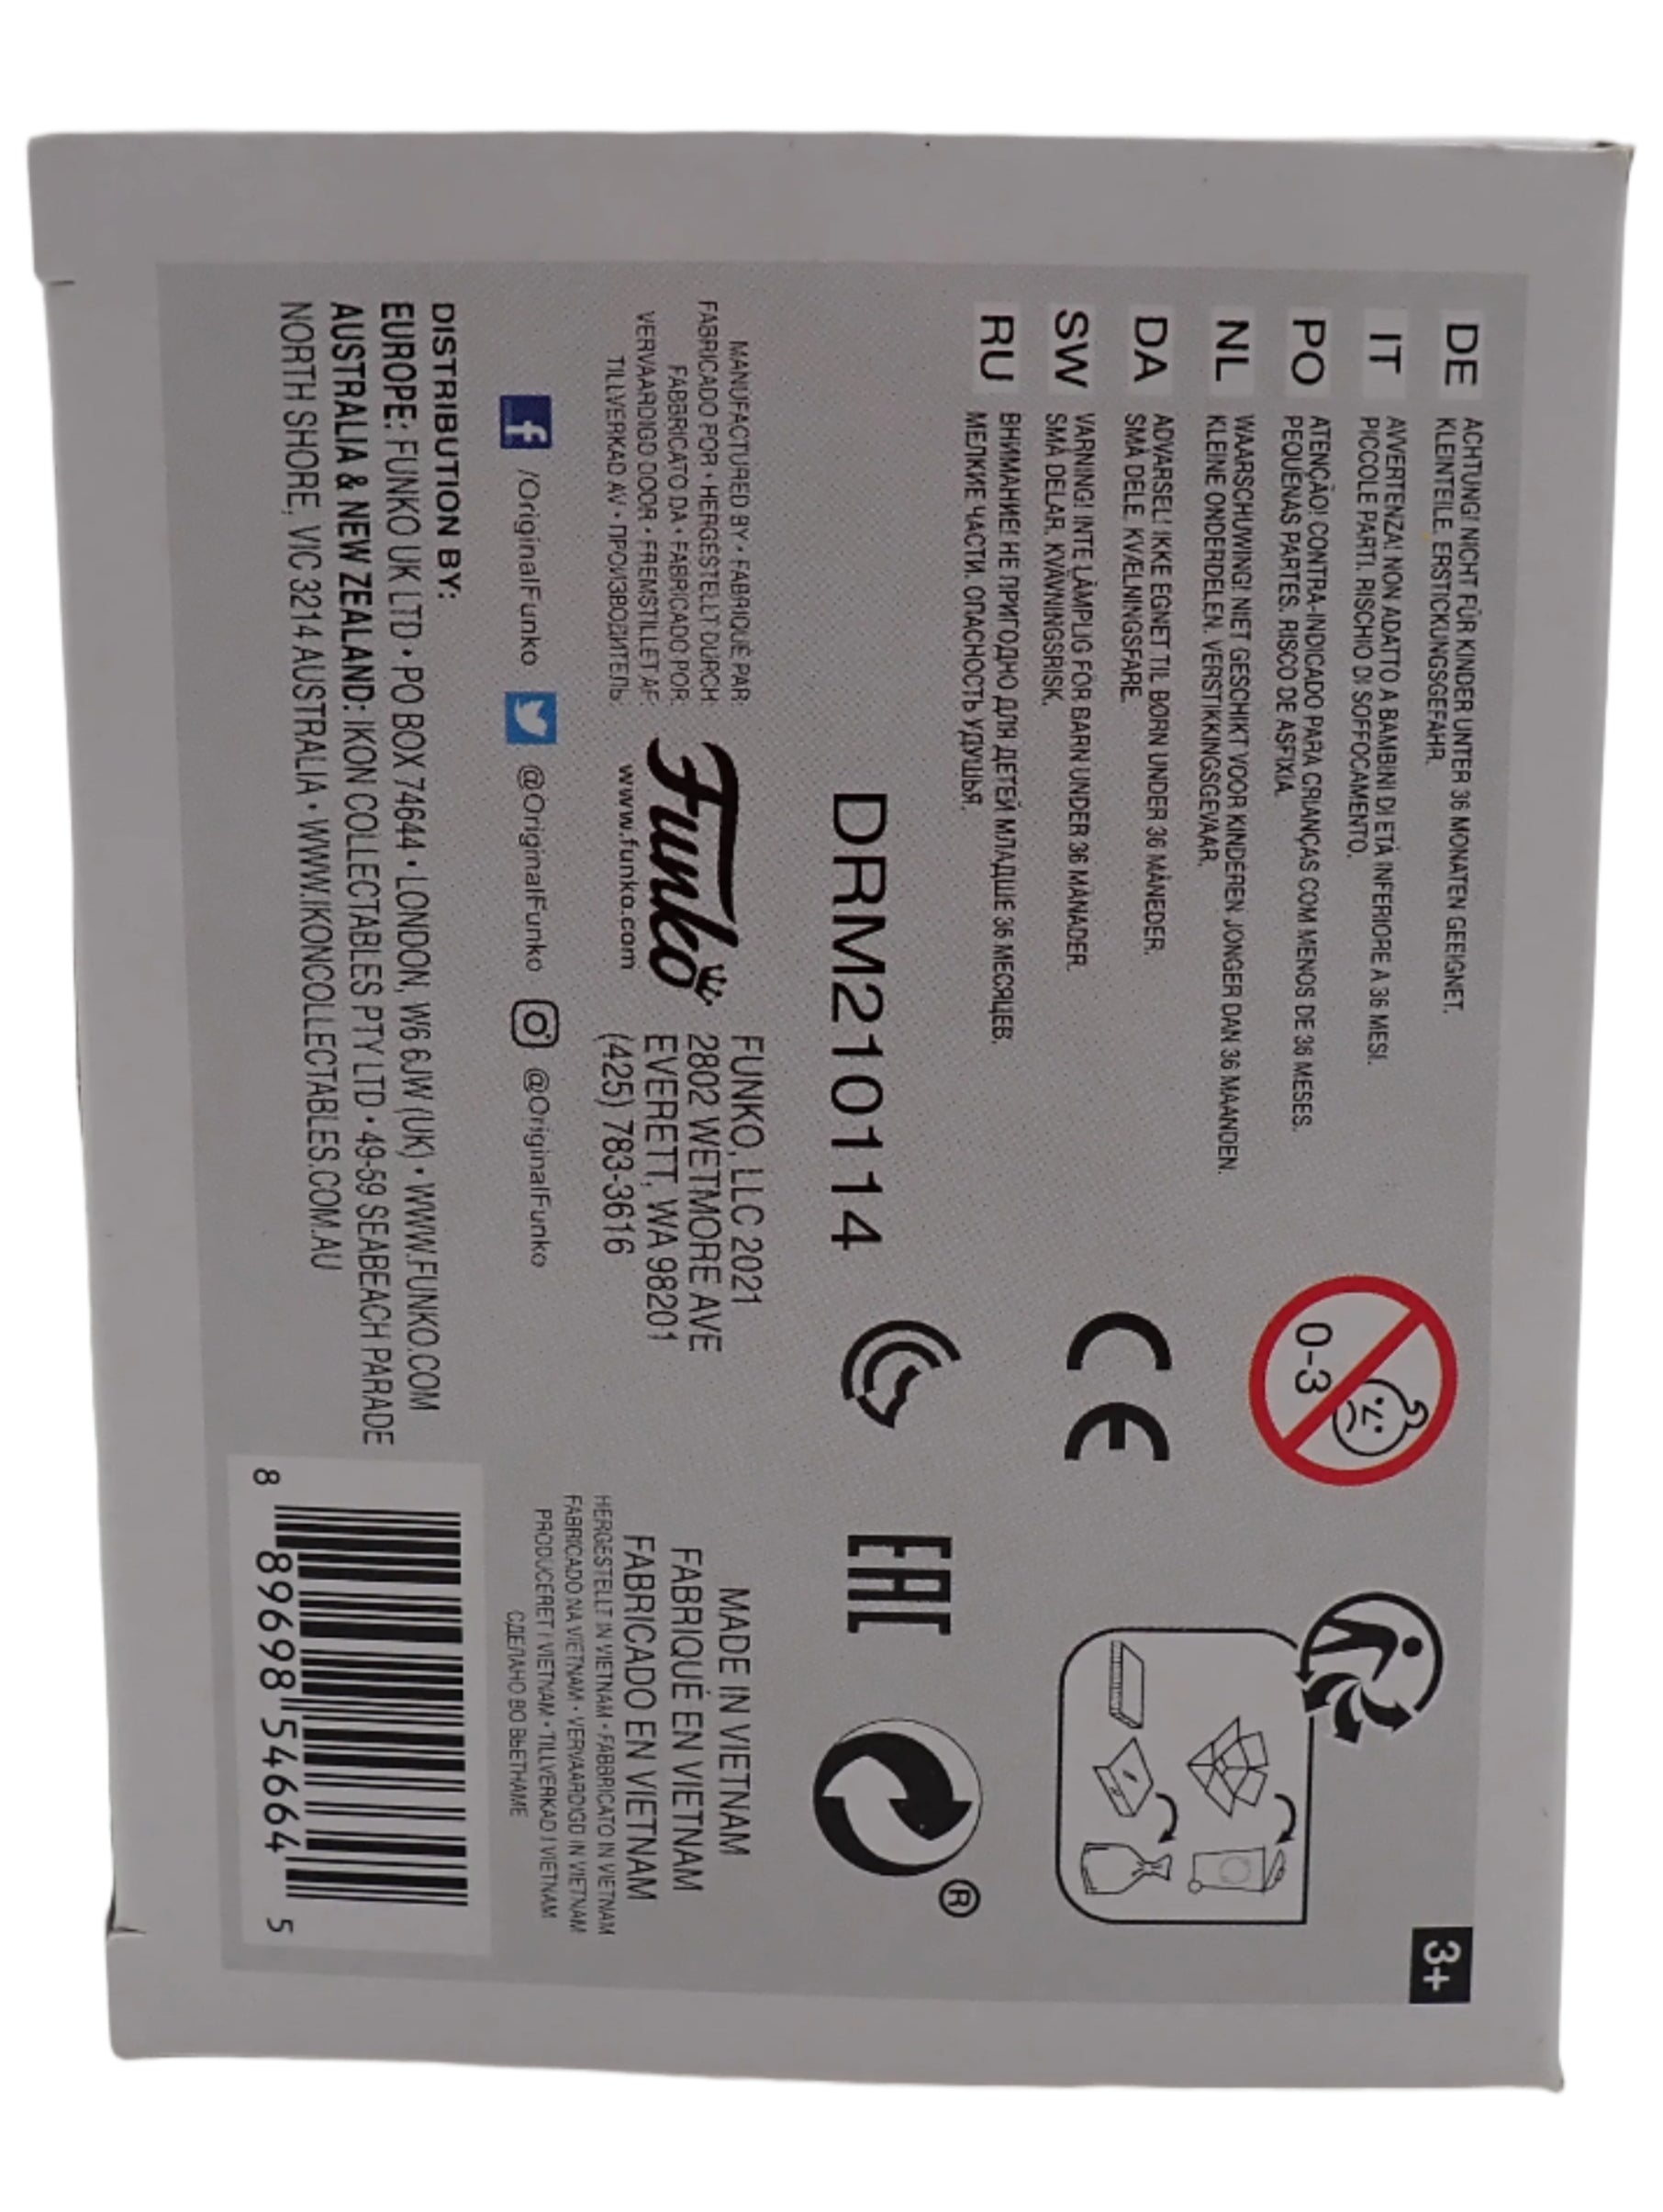 DE ACHTUNG! NICHT FÜR KINDER UNTER 36 MONATEN GEEIGNET.
KLEINTEILE. ERSTICKUNGSGEFAHR.
IT AVVERTENZA! NON ADATTO A BAMBINI DI ETÀ INFERIORE A 36 MESI.
PICCOLE PARTI. RISCHIO DI SOFFOCAMENTO.
PO ATENÇÃO! CONTRA-INDICADO PARA CRIANÇAS COM MENOS DE 36 MESES.
PEQUENAS PARTES. RISCO DE ASFIXIA.
NL WAARSCHUWING! NIET GESCHIKT VOOR KINDEREN JONGER DAN 36 MAANDEN.
KLEINE ONDERDELEN. VERSTIKKINGSGEVAAR.
DA ADVARSEL! IKKE EGNET TIL BØRN UNDER 36 MÅNEDER.
SMÅ DELE. KVÆLNINGSFARE.
SW VARNING! INTE LÄMPLIG FÖR BARN UNDER 36 MÅNADER.
SMÅ DELAR. KVÄVNINGSRISK.
RU ВНИМАНИЕ! НЕ ПРИГОДНО ДЛЯ ДЕТЕЙ МЛАДШЕ 36 МЕСЯЦЕВ.
МЕЛКИЕ ЧАСТИ. ОПАСНОСТЬ УДУШЬЯ.
3+
0-3
CE
DRM210114
EAC
®
MANUFACTURED BY • FABRIQUÉ PAR:
FABRICADO POR • HERGESTELLT DURCH:
FABBRICATO DA • FABRICADO POR:
VERVAARDIGD DOOR • FREMSTILLET AF:
TILLVERKAD AV • ПРОИЗВОДИТЕЛЬ:
Funko
www.funko.com
FUNKO, LLC 2021
2802 WETMORE AVE
EVERETT, WA 98201
(425) 783-3616
MADE IN VIETNAM
FABRIQUÉ EN VIETNAM
FABRICADO EN VIETNAM
HERGESTELLT IN VIETNAM • FABBRICATO IN VIETNAM
FABRICADO NA VIETNAM • VERVAARDIGD IN VIETNAM
PRODUCERET I VIETNAM • TILLVERKAD I VIETNAM
СДЕЛАНО ВО ВЬЕТНАМЕ
f /OriginalFunko @OriginalFunko @OriginalFunko
DISTRIBUTION BY:
EUROPE: FUNKO UK LTD • PO BOX 74644 • LONDON, W6 6JW (UK) • WWW.FUNKO.COM
AUSTRALIA & NEW ZEALAND: IKON COLLECTABLES PTY LTD • 49-59 SEABEACH PARADE
NORTH SHORE, VIC 3214 AUSTRALIA • WWW.IKONCOLLECTABLES.COM.AU
8 89698 54664 5